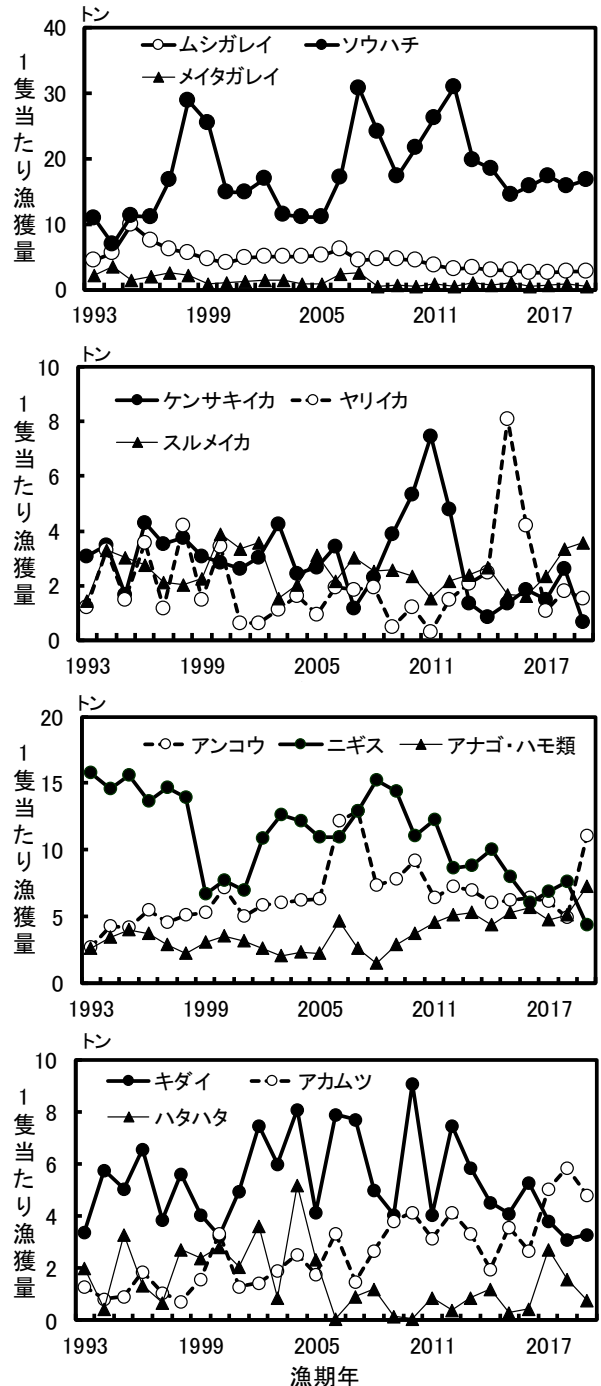 トン
1隻当たり漁獲量
40
30
20
10
0
ムシガレイ ソウハチ
メイタガレイ
1993 1999 2005 2011 2017
トン
1隻当たり漁獲量
10
8
6
4
2
0
ケンサキイカ ヤリイカ
スルメイカ
1993 1999 2005 2011 2017
トン
1隻当たり漁獲量
20
15
10
5
0
アンコウ ニギス アナゴ・ハモ類
1993 1999 2005 2011 2017
トン
1隻当たり漁獲量
10
8
6
4
2
0
キダイ アカムツ
ハタハタ
1993 1999 2005 2011 2017
漁期年